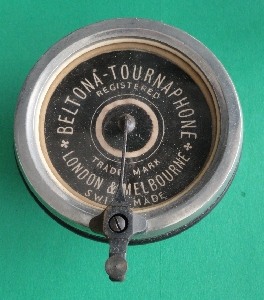 BELTONA-TOURNAPHONE
REGISTERED
TRADE MARK
LONDON & MELBOURNE
SWISS MADE